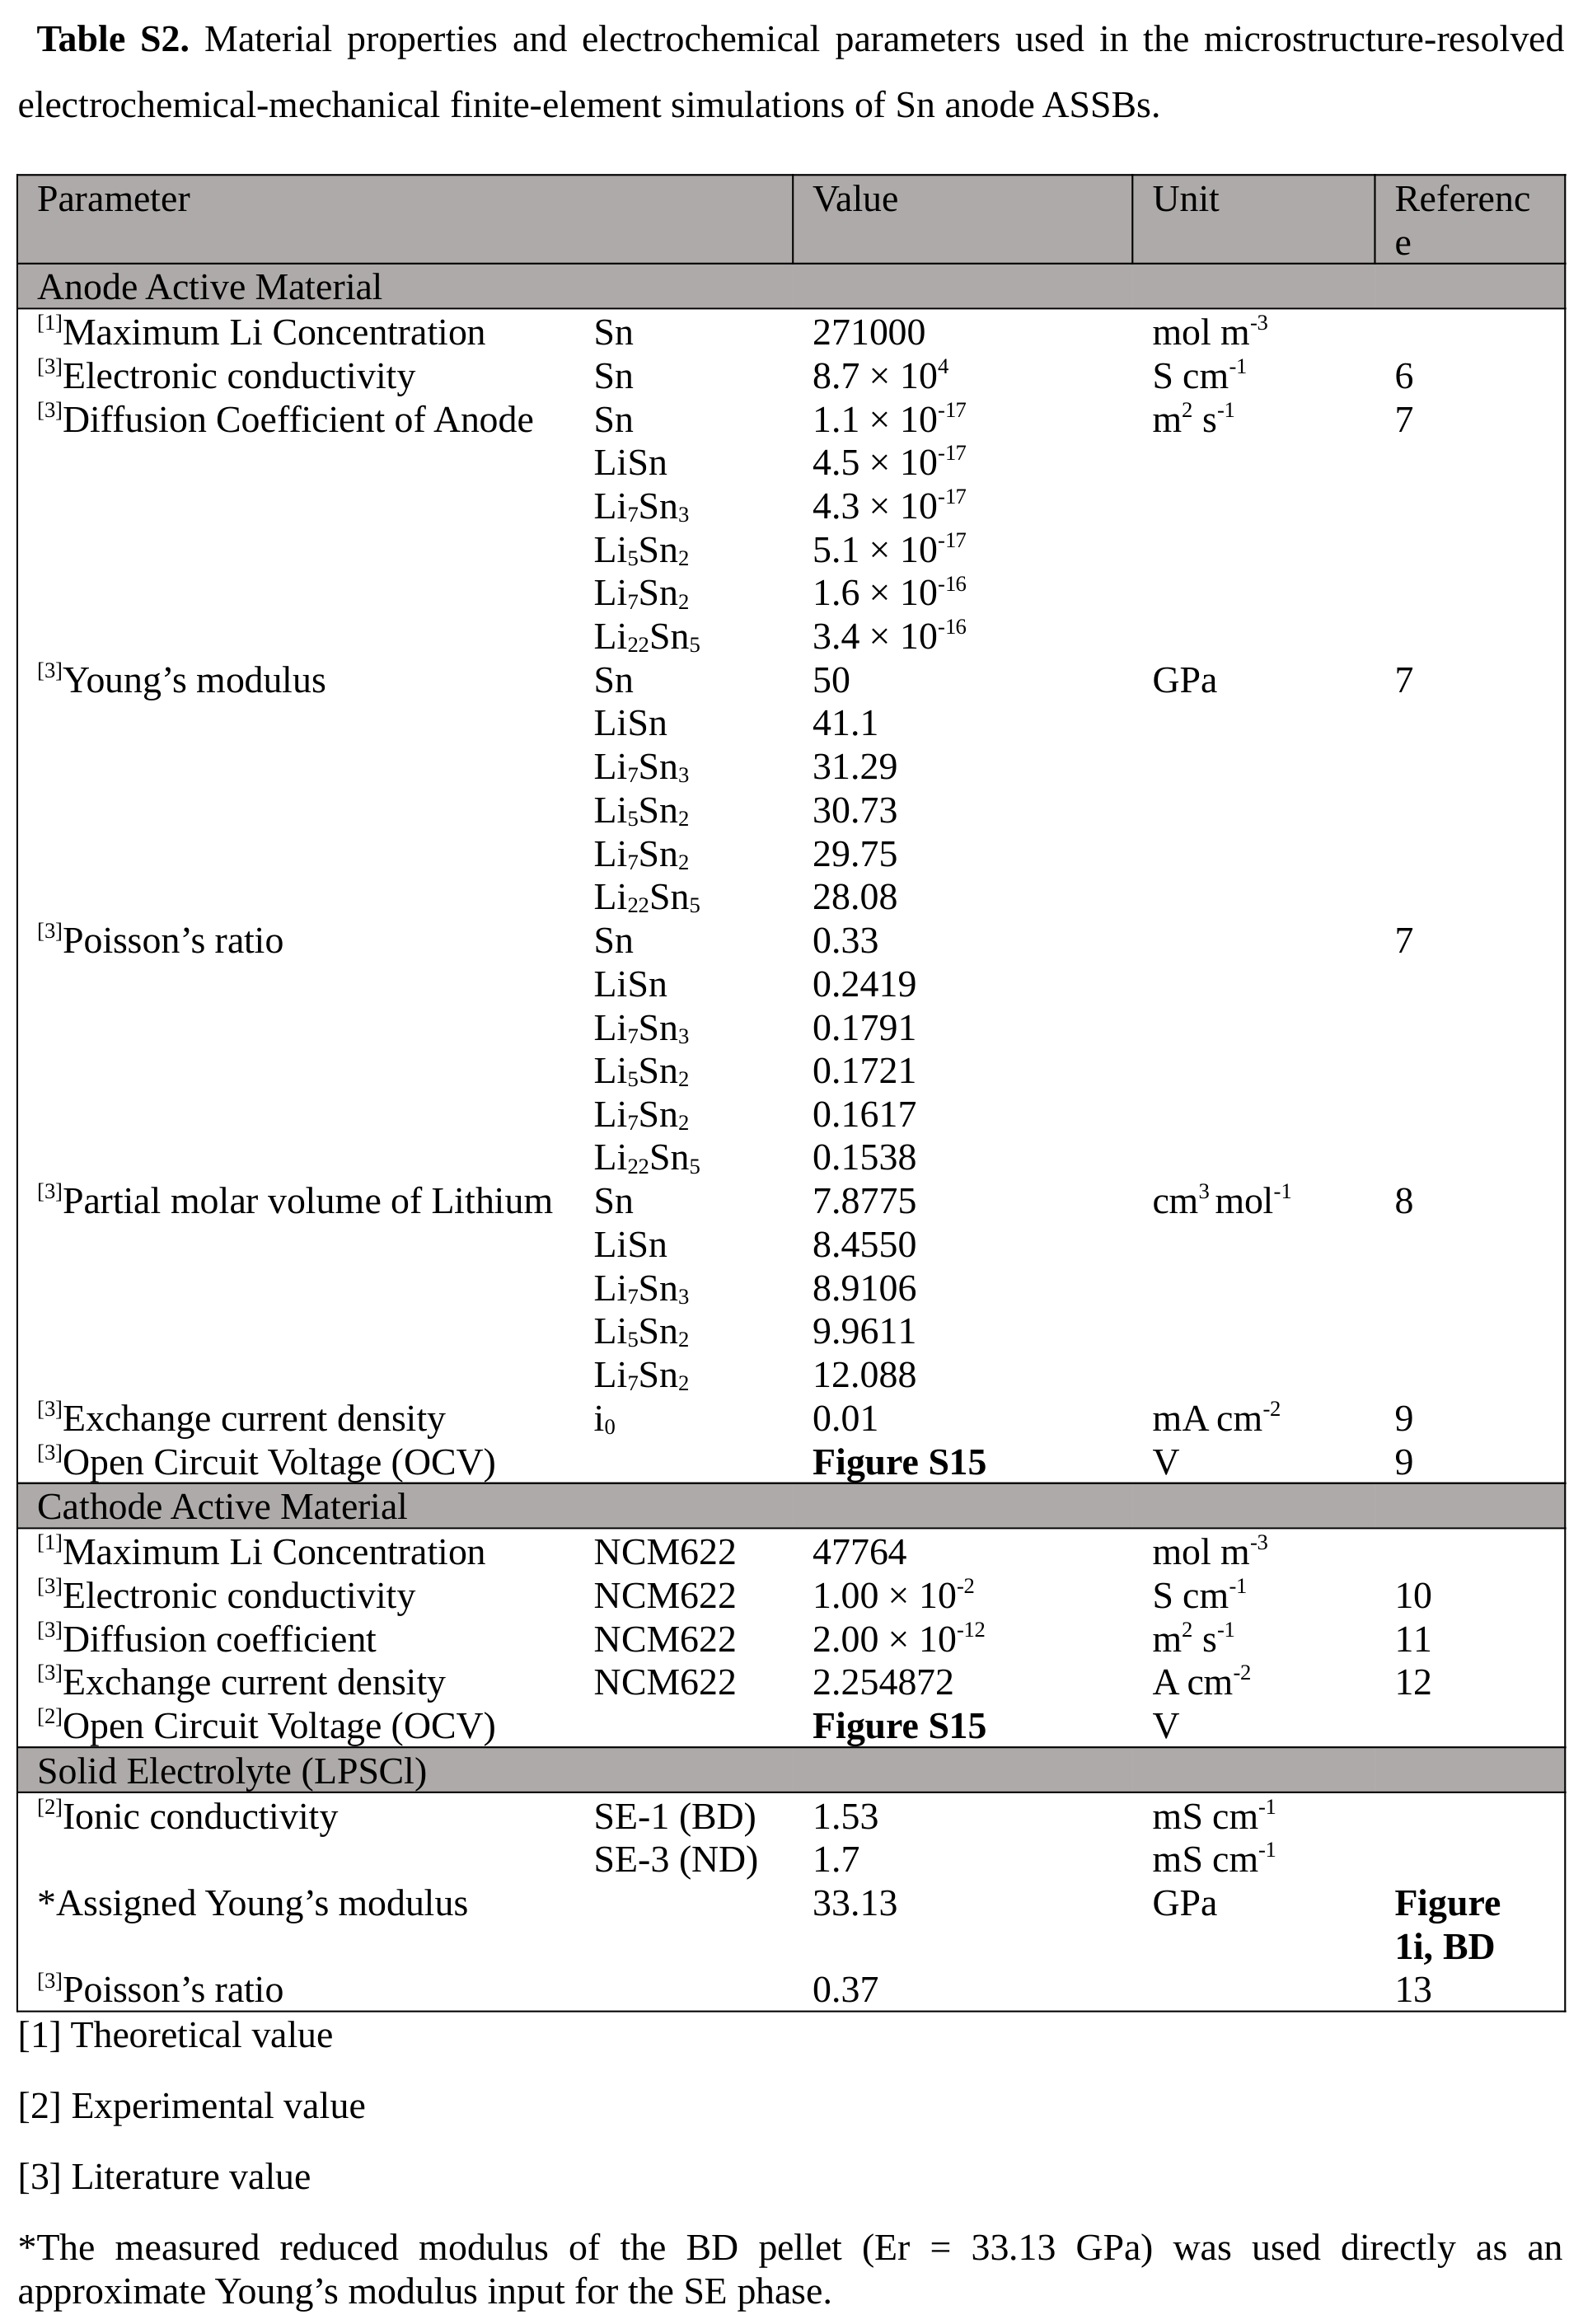 Table S2. Material properties and electrochemical parameters used in the microstructure-resolved
electrochemical-mechanical finite-element simulations of Sn anode ASSBs.
Parameter Value Unit Referenc
e
Anode Active Material
[1]Maximum Li Concentration Sn 271000 mol m-3
[3]Electronic conductivity Sn 8.7 × 10^4 S cm-1 6
[3]Diffusion Coefficient of Anode Sn 1.1 × 10-17 m2 s-1 7
LiSn 4.5 × 10-17
Li7Sn3 4.3 × 10-17
Li5Sn2 5.1 × 10-17
Li7Sn2 1.6 × 10-16
Li22Sn5 3.4 × 10-16
[3]Young’s modulus Sn 50 GPa 7
LiSn 41.1
Li7Sn3 31.29
Li5Sn2 30.73
Li7Sn2 29.75
Li22Sn5 28.08
[3]Poisson’s ratio Sn 0.33 7
LiSn 0.2419
Li7Sn3 0.1791
Li5Sn2 0.1721
Li7Sn2 0.1617
Li22Sn5 0.1538
[3]Partial molar volume of Lithium Sn 7.8775 cm3 mol-1 8
LiSn 8.4550
Li7Sn3 8.9106
Li5Sn2 9.9611
Li7Sn2 12.088
[3]Exchange current density i0 0.01 mA cm-2 9
[3]Open Circuit Voltage (OCV) Figure S15 V 9
Cathode Active Material
[1]Maximum Li Concentration NCM622 47764 mol m-3
[3]Electronic conductivity NCM622 1.00 × 10-2 S cm-1 10
[3]Diffusion coefficient NCM622 2.00 × 10-12 m2 s-1 11
[3]Exchange current density NCM622 2.254872 A cm-2 12
[2]Open Circuit Voltage (OCV) Figure S15 V
Solid Electrolyte (LPSCl)
[2]Ionic conductivity SE-1 (BD) 1.53 mS cm-1
SE-3 (ND) 1.7 mS cm-1
*Assigned Young’s modulus 33.13 GPa Figure
1i, BD
[3]Poisson’s ratio 0.37 13
[1] Theoretical value
[2] Experimental value
[3] Literature value
*The measured reduced modulus of the BD pellet (Er = 33.13 GPa) was used directly as an
approximate Young’s modulus input for the SE phase.